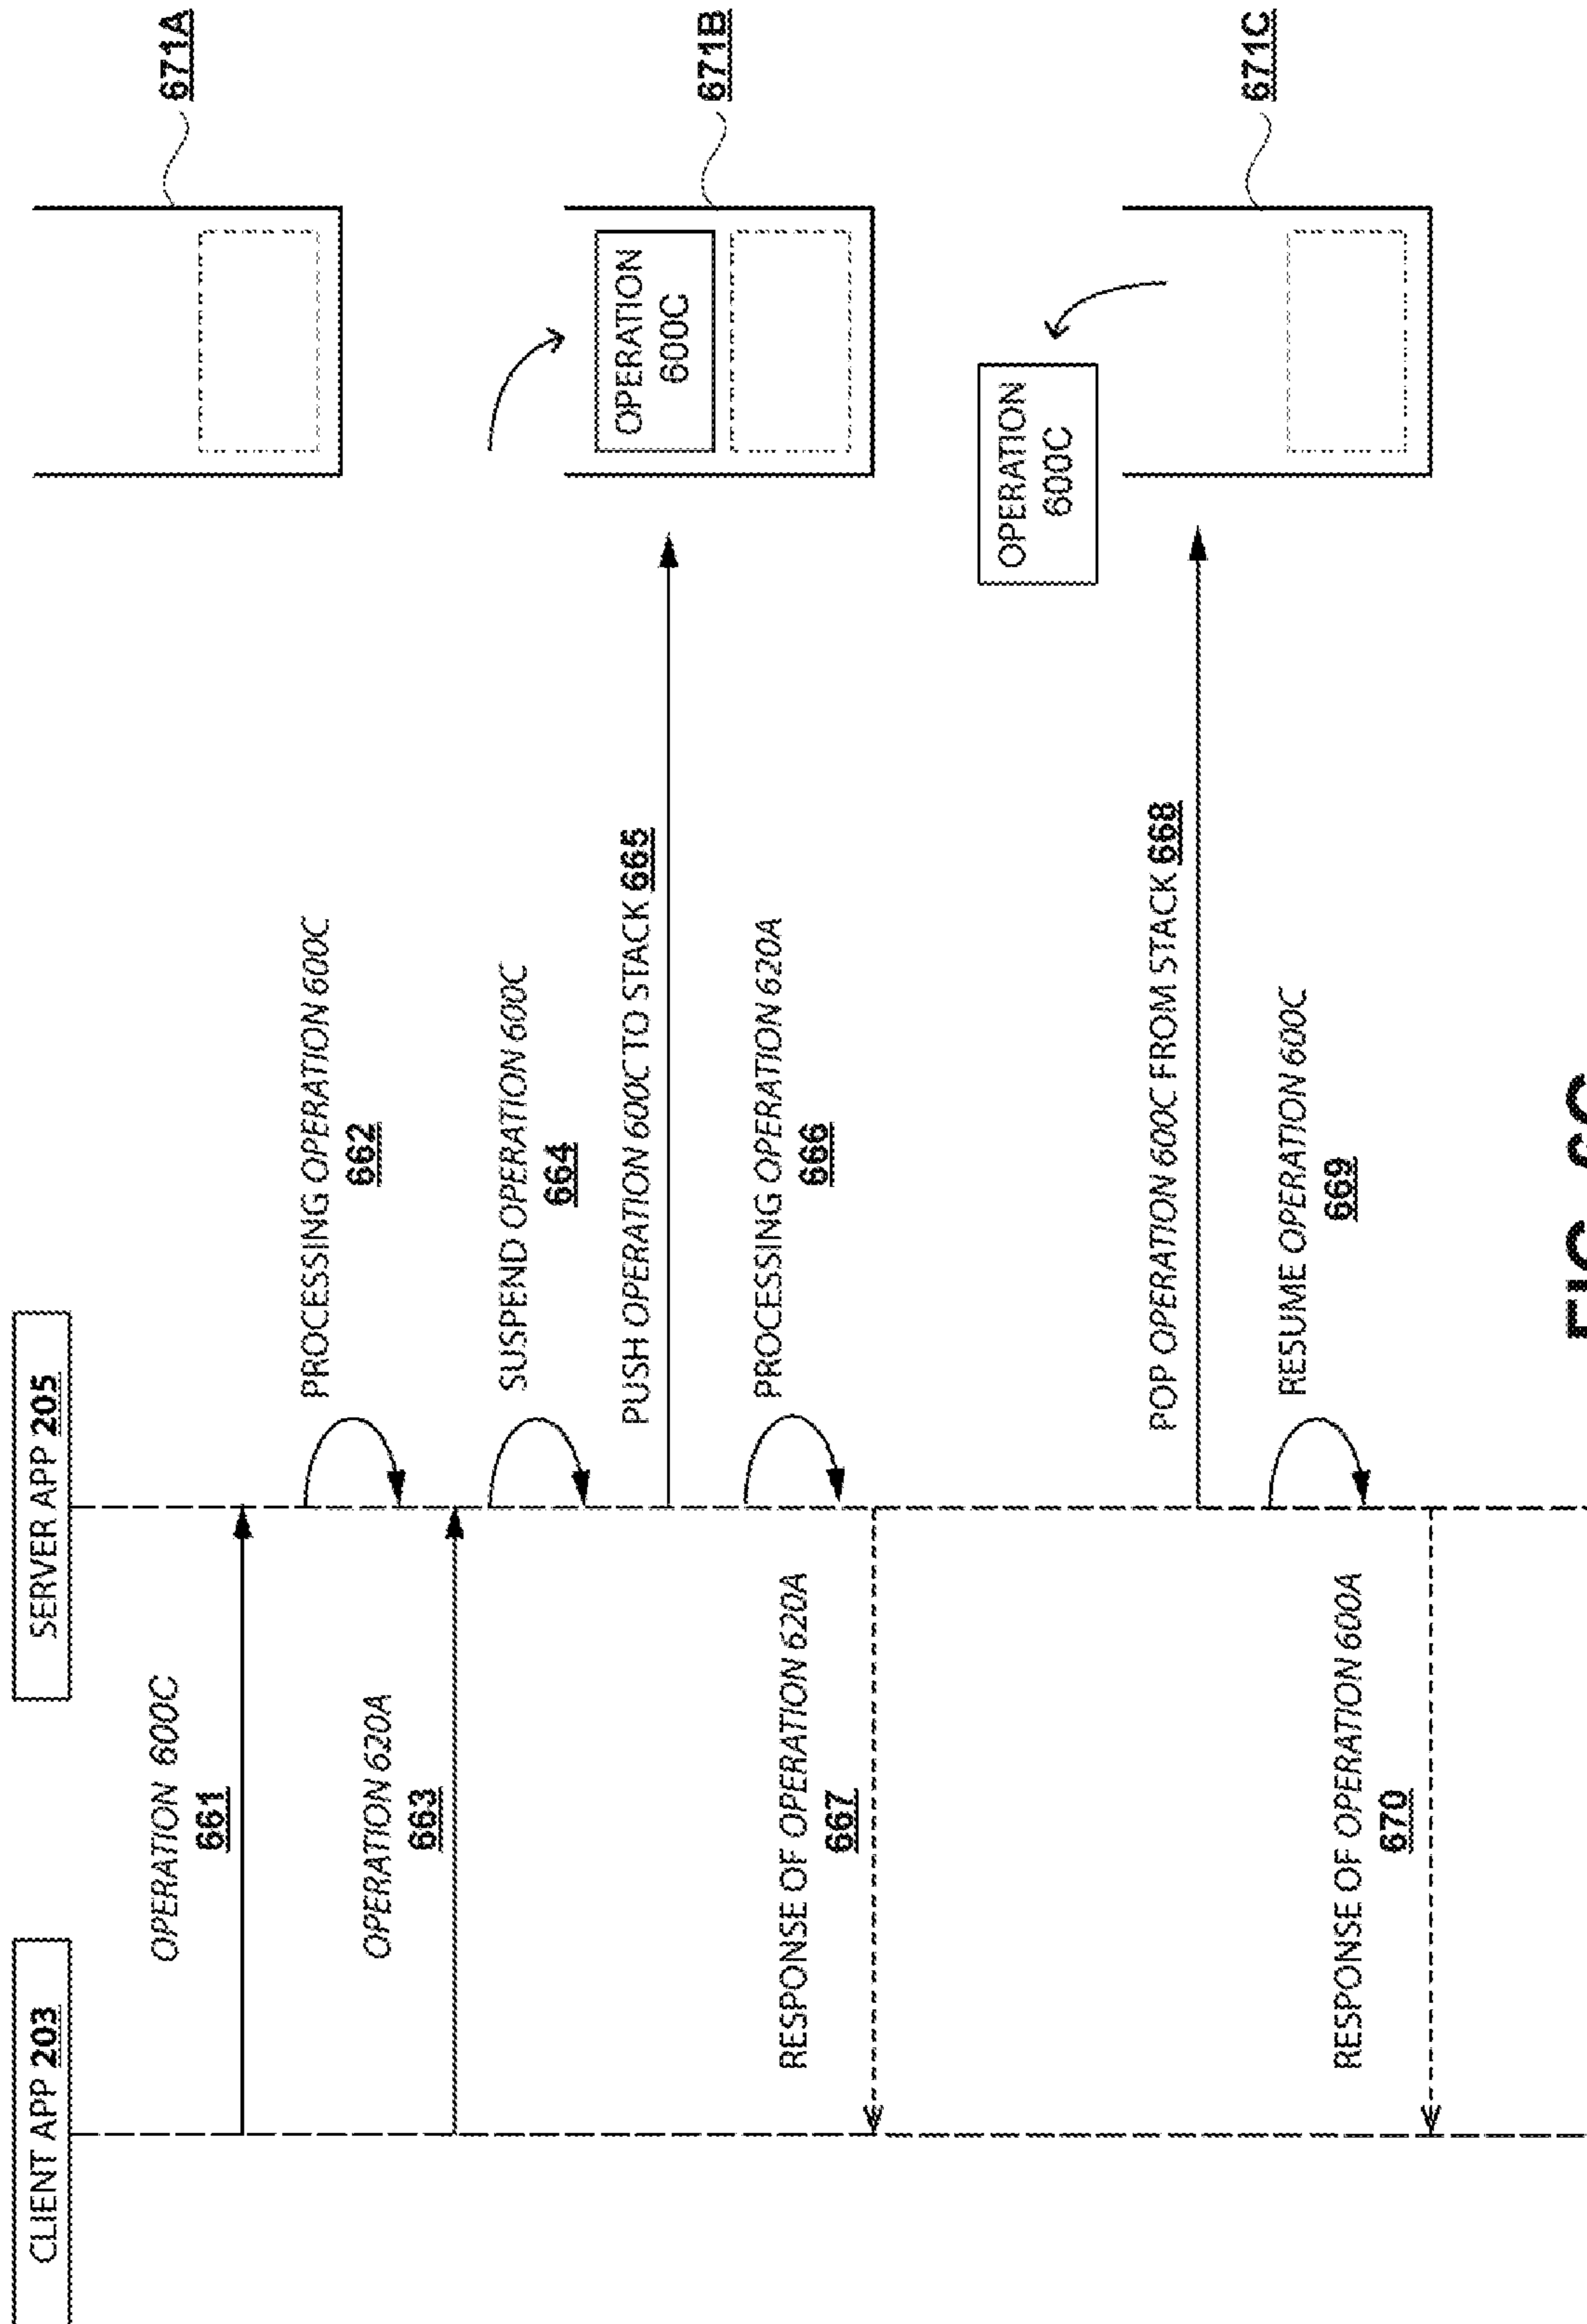 CLIENT APP 203
SERVER APP 205
OPERATION 600C
661
PROCESSING OPERATION 600C
662
671A
OPERATION 620A
663
SUSPEND OPERATION 600C
664
PUSH OPERATION 600C TO STACK 665
OPERATION
600C
671B
PROCESSING OPERATION 620A
666
RESPONSE OF OPERATION 620A
667
OPERATION
600C
POP OPERATION 600C FROM STACK 668
671C
RESUME OPERATION 600C
669
RESPONSE OF OPERATION 600A
670